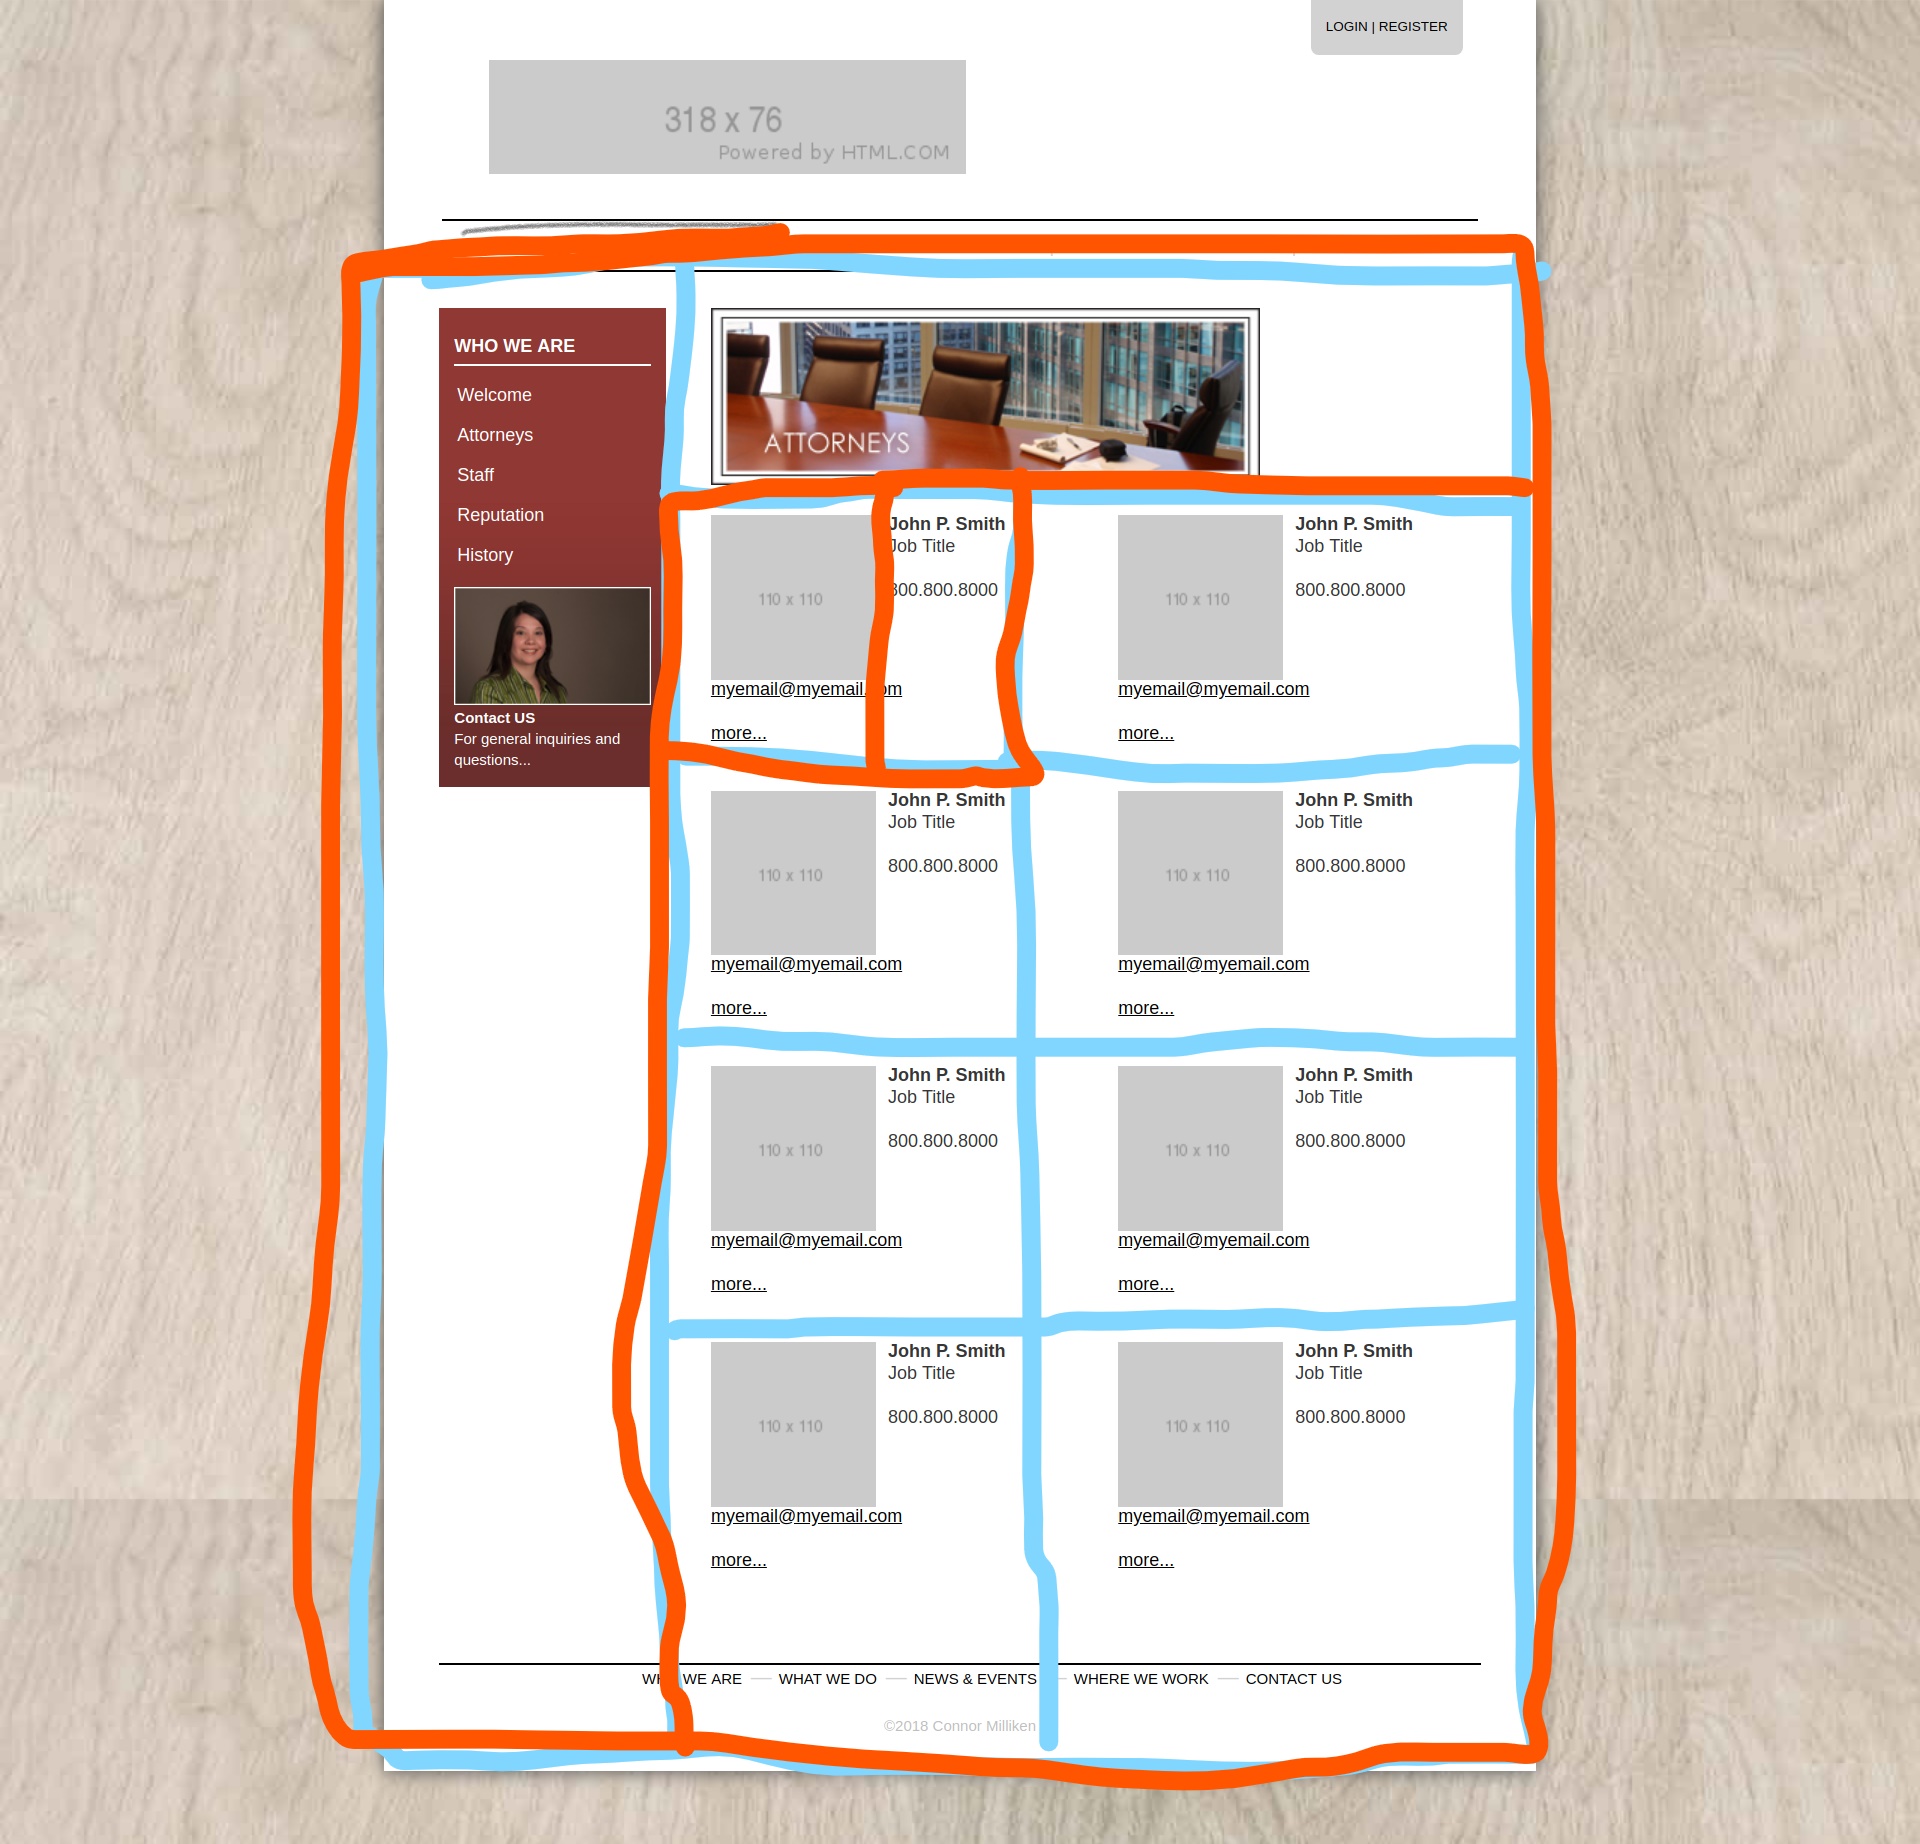 LOGIN | REGISTER
318 x 76
Powered by HTML.COM
WHO WE ARE
Welcome
Attorneys
Staff
Reputation
History
Contact US
For general inquiries and
questions...
ATTORNEYS
110 x 110
John P. Smith
Job Title
800.800.8000
myemail@myemail.com
more...
110 x 110
John P. Smith
Job Title
800.800.8000
myemail@myemail.com
more...
110 x 110
John P. Smith
Job Title
800.800.8000
myemail@myemail.com
more...
110 x 110
John P. Smith
Job Title
800.800.8000
myemail@myemail.com
more...
110 x 110
John P. Smith
Job Title
800.800.8000
myemail@myemail.com
more...
110 x 110
John P. Smith
Job Title
800.800.8000
myemail@myemail.com
more...
110 x 110
John P. Smith
Job Title
800.800.8000
myemail@myemail.com
more...
110 x 110
John P. Smith
Job Title
800.800.8000
myemail@myemail.com
more...
WHO WE ARE — WHAT WE DO — NEWS & EVENTS — WHERE WE WORK — CONTACT US
©2018 Connor Milliken